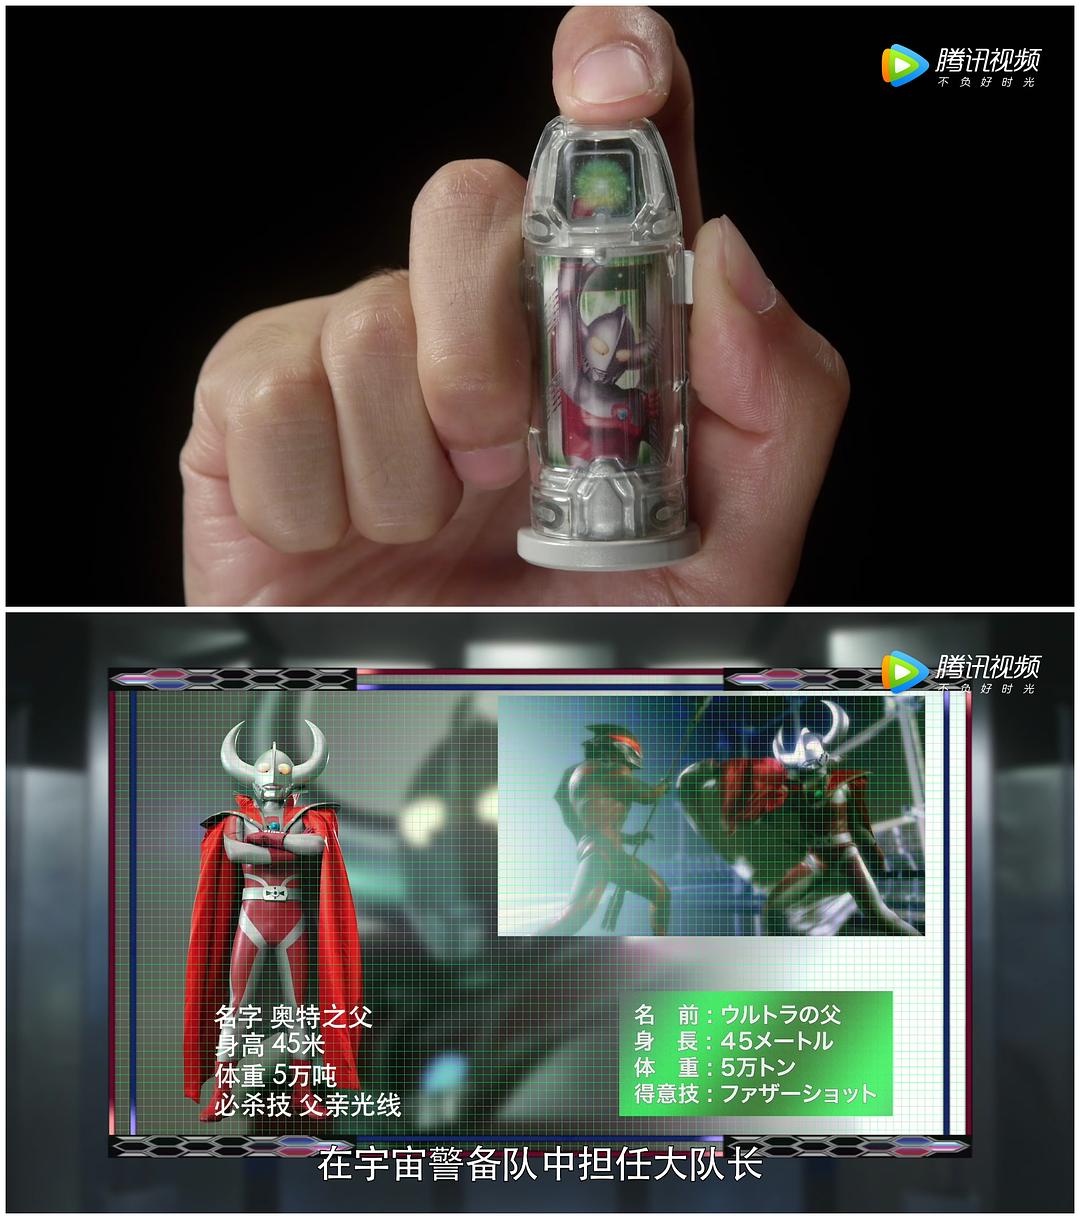 腾讯视频
不负好时光
腾讯视频
不负好时光
名字 奥特之父
身高 45米
体重 5万吨
必杀技 父亲光线
名 前：ウルトラの父
身 長：45メートル
体 重：5万トン
得意技：ファザーショット
在宇宙警备队中担任大队长